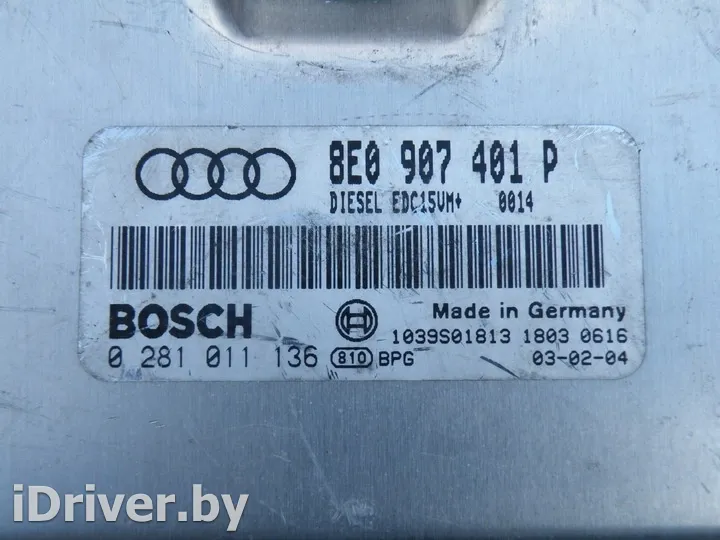 8E0 907 401 P
DIESEL EDC15VM+ 0014
BOSCH
Made in Germany
1039S01813 1803 0616
0 281 011 136 810 BPG 03-02-04
iDriver.by